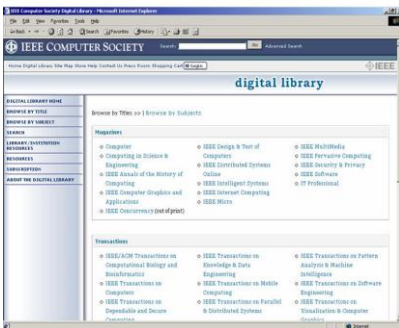 IEEE Computer Society Digital Library - Microsoft Internet Explorer
File Edit View Favorites Tools Help
Back Search Favorites History
IEEE COMPUTER SOCIETY Search: Go Advanced Search
Home Digital Library Site Map Store Help Contact Us Press Room Shopping Cart Login IEEE
digital library
DIGITAL LIBRARY HOME
BROWSE BY TITLE
BROWSE BY SUBJECT
SEARCH
LIBRARY/INSTITUTION
RESOURCES
RESOURCES
SUBSCRIPTION
ABOUT THE DIGITAL LIBRARY
Browse by Titles >> | Browse by Subjects
Magazines
Computer
Computing in Science &
Engineering
IEEE Annals of the History of
Computing
IEEE Computer Graphics and
Applications
IEEE Concurrency (out of print)
IEEE Design & Test of
Computers
IEEE Distributed Systems
Online
IEEE Intelligent Systems
IEEE Internet Computing
IEEE Micro
IEEE MultiMedia
IEEE Pervasive Computing
IEEE Security & Privacy
IEEE Software
IT Professional
Transactions
IEEE/ACM Transactions on
Computational Biology and
Bioinformatics
IEEE Transactions on
Computers
IEEE Transactions on
Dependable and Secure
Computing
IEEE Transactions on
Knowledge & Data
Engineering
IEEE Transactions on Mobile
Computing
IEEE Transactions on Parallel
& Distributed Systems
IEEE Transactions on Pattern
Analysis & Machine
Intelligence
IEEE Transactions on Software
Engineering
IEEE Transactions on
Visualization & Computer
Graphics
Internet